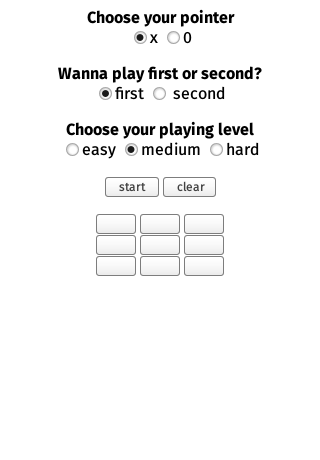 Choose your pointer
x 0
Wanna play first or second?
first second
Choose your playing level
easy medium hard
start clear